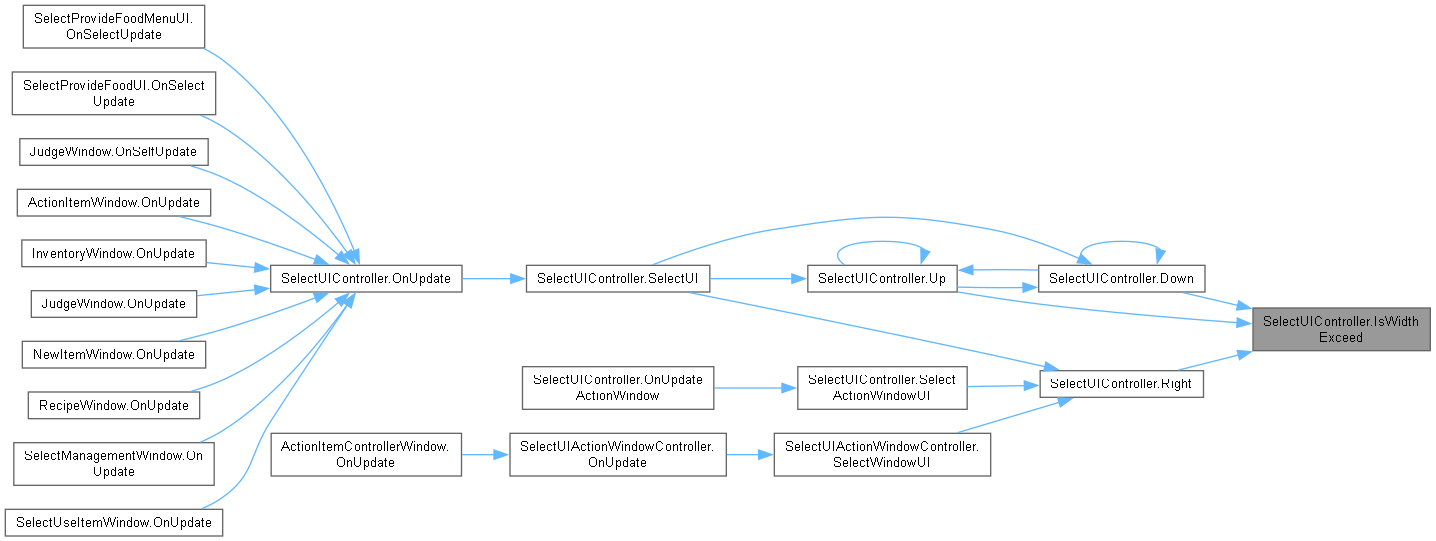 SelectProvideFoodMenuUI.
OnSelectUpdate
SelectProvideFoodUI.OnSelect
Update
JudgeWindow.OnSelfUpdate
ActionItemWindow.OnUpdate
InventoryWindow.OnUpdate
JudgeWindow.OnUpdate
NewItemWindow.OnUpdate
RecipeWindow.OnUpdate
SelectManagementWindow.On
Update
SelectUseItemWindow.OnUpdate
SelectUIController.OnUpdate
ActionItemControllerWindow.
OnUpdate
SelectUIController.SelectUI
SelectUIController.OnUpdate
ActionWindow
SelectUIActionWindowController.
OnUpdate
SelectUIController.Up
SelectUIController.Select
ActionWindowUI
SelectUIActionWindowController.
SelectWindowUI
SelectUIController.Down
SelectUIController.Right
SelectUIController.IsWidth
Exceed